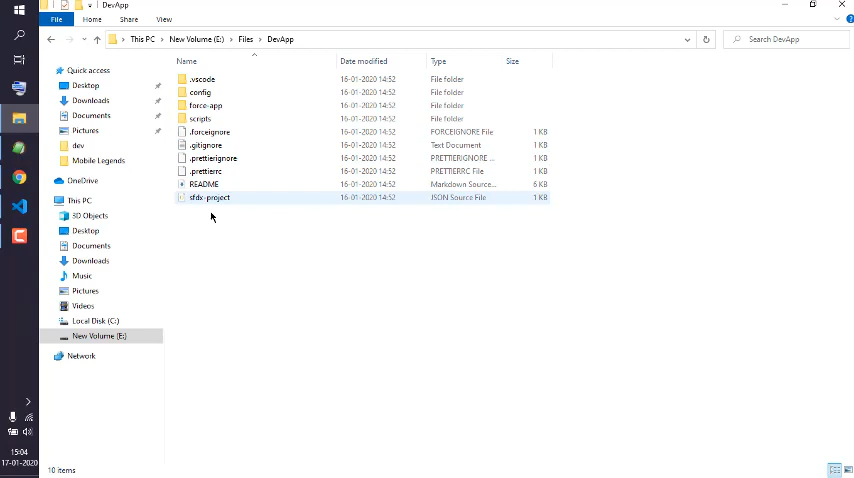 DevApp
File Home Share View
This PC > New Volume (E:) > Files > DevApp
Search DevApp
Name Date modified Type Size
Quick access
Desktop
Downloads
Documents
Pictures
dev
Mobile Legends
OneDrive
This PC
3D Objects
Desktop
Documents
Downloads
Music
Pictures
Videos
Local Disk (C:)
New Volume (E:)
Network
.vscode 16-01-2020 14:52 File folder
config 16-01-2020 14:52 File folder
force-app 16-01-2020 14:52 File folder
scripts 16-01-2020 14:52 File folder
.forceignore 16-01-2020 14:52 FORCEIGNORE File 1 KB
.gitignore 16-01-2020 14:52 Text Document 1 KB
.prettierignore 16-01-2020 14:52 PRETTIERIGNORE ... 1 KB
.prettierrc 16-01-2020 14:52 PRETTIERRC File 1 KB
README 16-01-2020 14:52 Markdown Source... 6 KB
sfdx-project 16-01-2020 14:52 JSON Source File 1 KB
15:04
17-01-2020
10 items